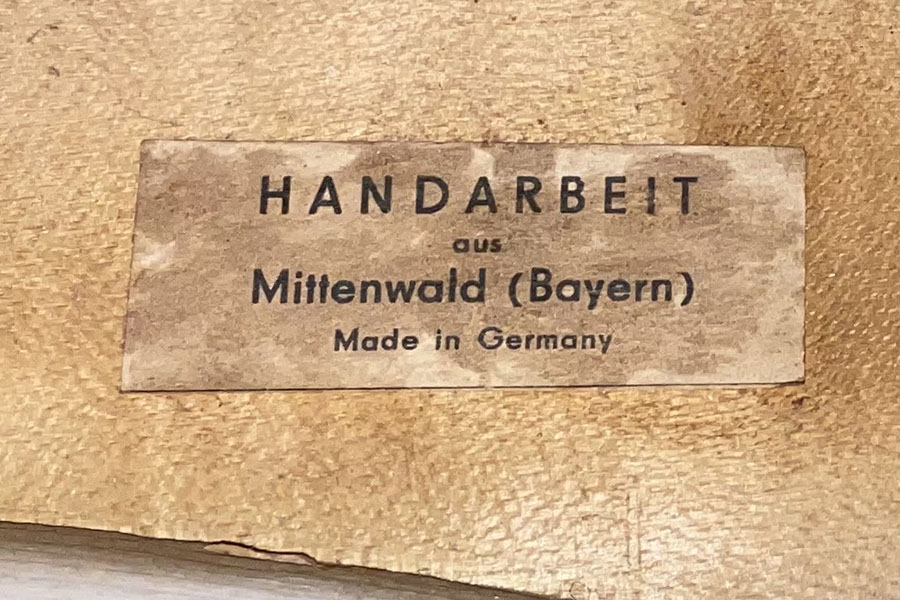 HANDARBEIT
aus
Mittenwald (Bayern)
Made in Germany